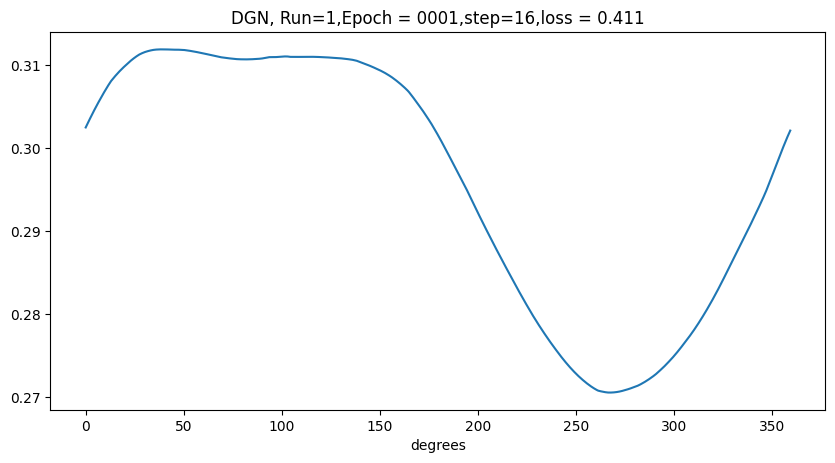 DGN, Run=1,Epoch = 0001,step=16,loss = 0.411
0.31
0.30
0.29
0.28
0.27
0 50 100 150 200 250 300 350
degrees